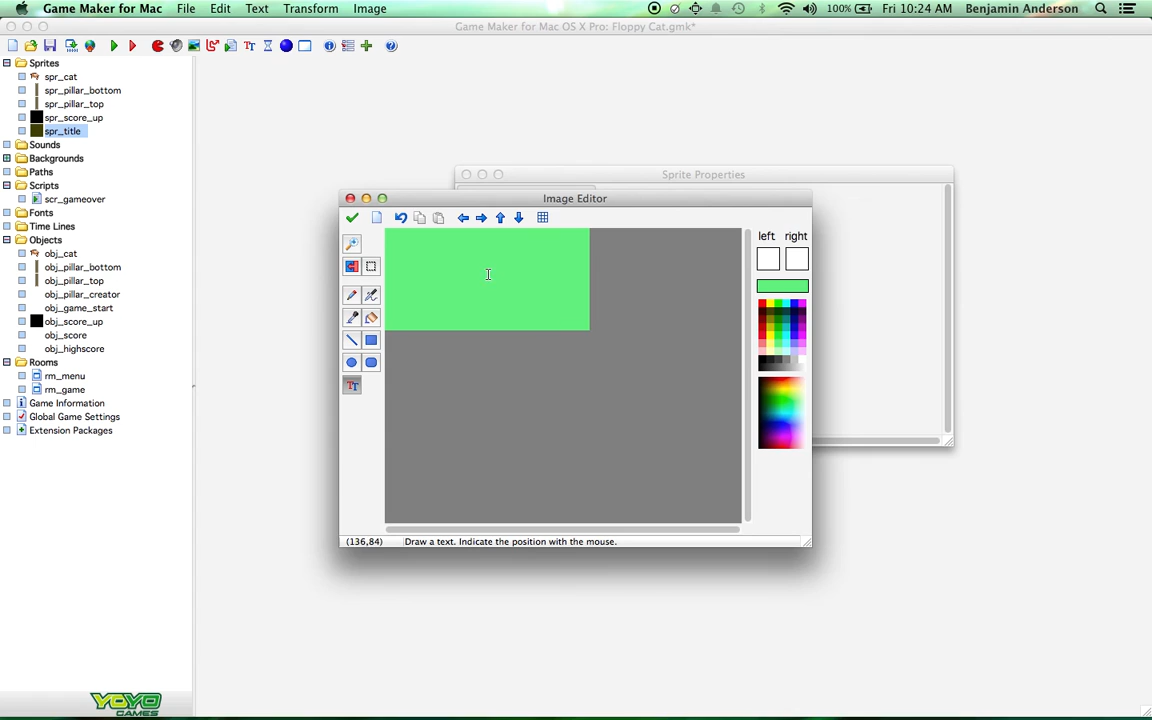 Game Maker for Mac File Edit Text Transform Image 100% Fri 10:24 AM Benjamin Anderson
Game Maker for Mac OS X Pro: Floppy Cat.gmk*
Sprites
spr_cat
spr_pillar_bottom
spr_pillar_top
spr_score_up
spr_title
Sounds
Backgrounds
Paths
Scripts
scr_gameover
Fonts
Time Lines
Objects
obj_cat
obj_pillar_bottom
obj_pillar_top
obj_pillar_creator
obj_game_start
obj_score_up
obj_score
obj_highscore
Rooms
rm_menu
rm_game
Game Information
Global Game Settings
Extension Packages
YOYO
GAMES
Sprite Properties
Image Editor
left right
(136,84) Draw a text. Indicate the position with the mouse.